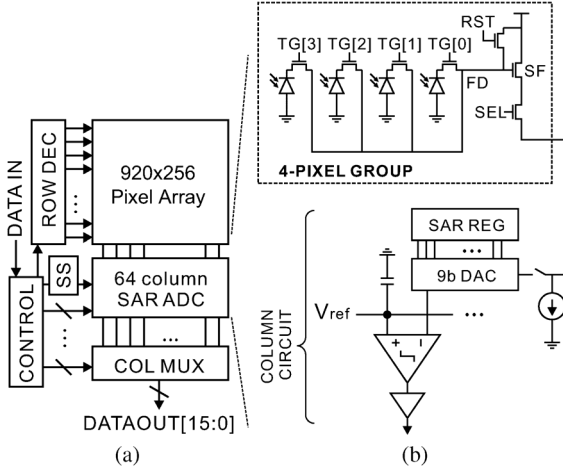 RST
TG[3] TG[2] TG[1] TG[0]
SF
FD
SEL
4-PIXEL GROUP
DATA IN
ROW DEC
920x256
Pixel Array
...
...
SS
64 column
SAR ADC
CONTROL
...
...
COL MUX
DATAOUT[15:0]
(a)
COLUMN
CIRCUIT
SAR REG
...
9b DAC
Vref
...
+ -
(b)